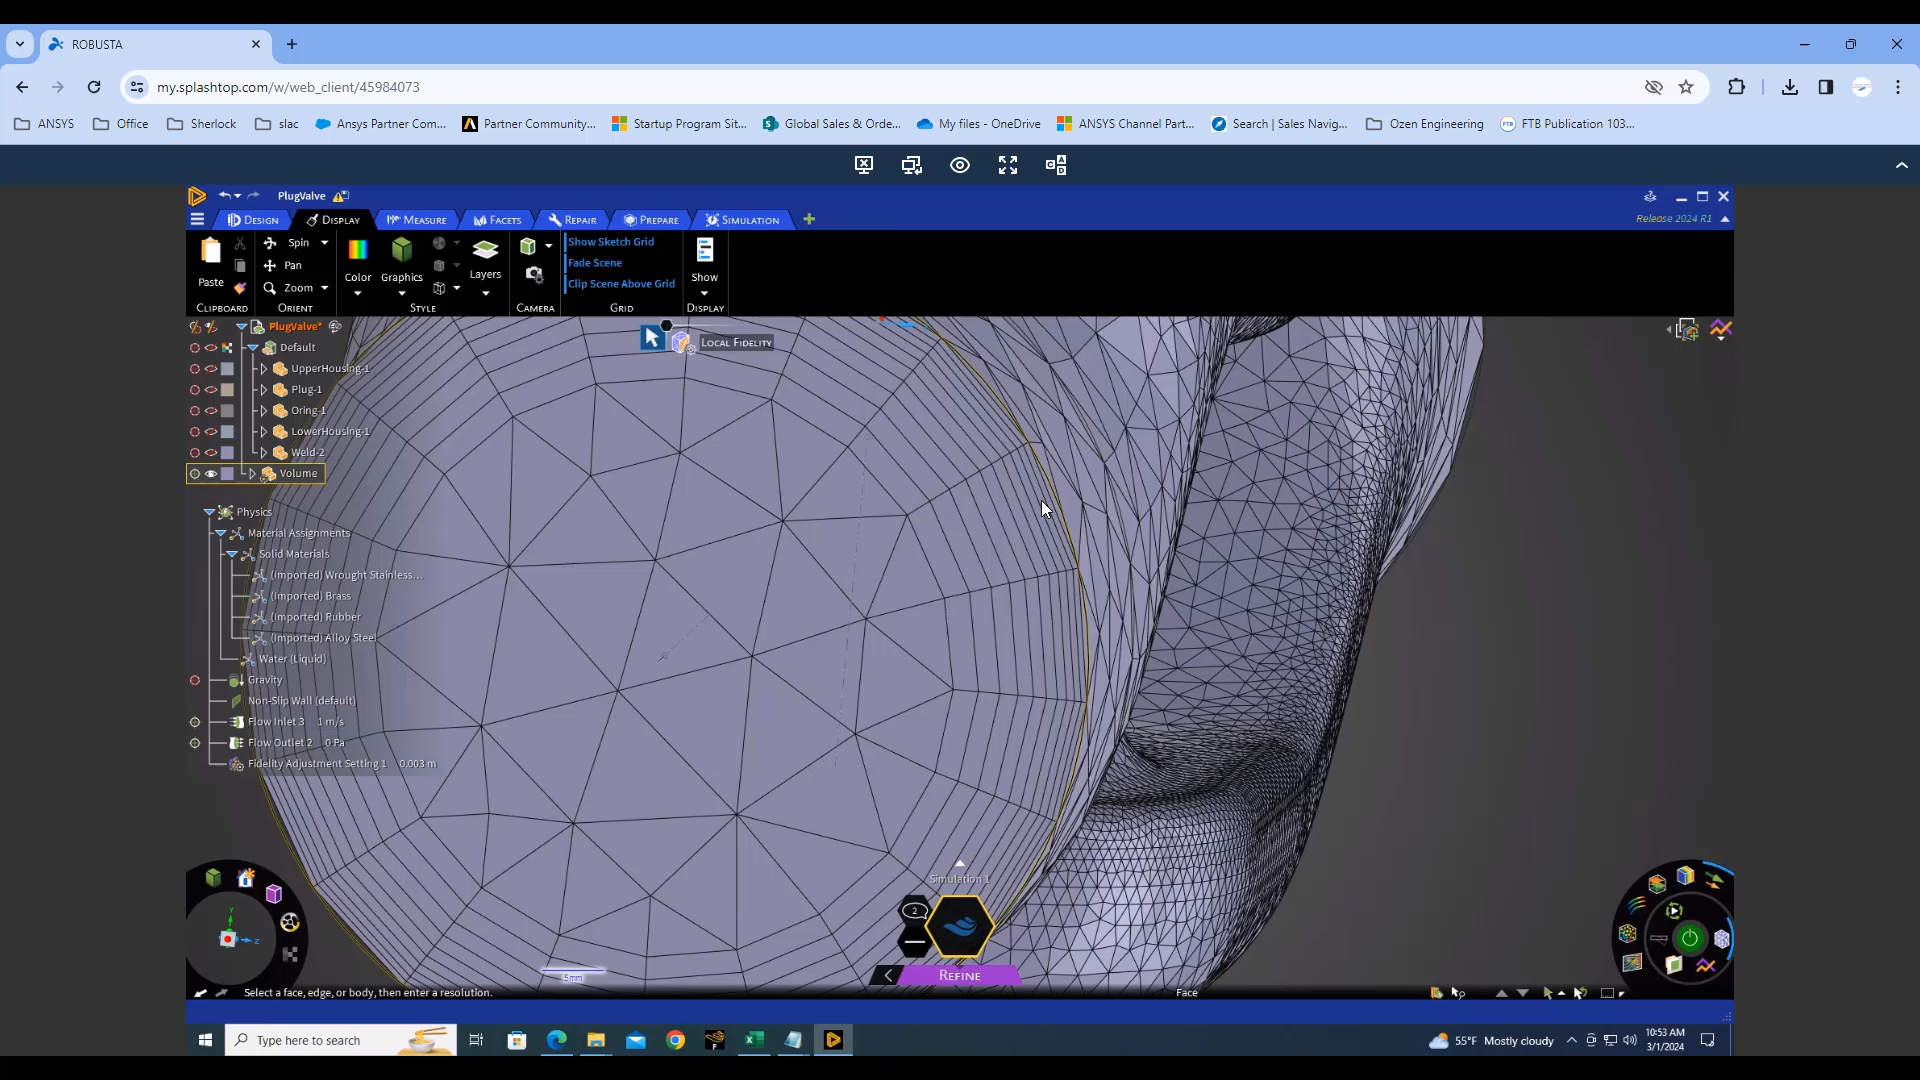 ROBUSTA
my.splashtop.com/w/web_client/45984073
ANSYS Office Sherlock slac Ansys Partner Com... Partner Community... Startup Program Sit... Global Sales & Orde... My files - OneDrive ANSYS Channel Part... Search | Sales Navig... Ozen Engineering FTB Publication 103...
PlugValve
Design Display Measure Facets Repair Prepare Simulation
Release 2024 R1
Spin Show Sketch Grid
Pan Fade Scene
Paste Color Graphics Layers Show
Zoom Clip Scene Above Grid
Clipboard Orient Style Camera Grid Display
PlugValve*
Local Fidelity
Default
UpperHousing-1
Plug-1
Oring-1
LowerHousing-1
Weld-2
Volume
Physics
Material Assignments
Solid Materials
(Imported) Wrought Stainless...
(Imported) Brass
(Imported) Rubber
(Imported) Alloy Steel
Water (Liquid)
Gravity
Non-Slip Wall (default)
Flow Inlet 3 1 m/s
Flow Outlet 2 0 Pa
Fidelity Adjustment Setting 1 0.003 m
Simulation 1
2
Y
Z
5mm
Refine
Select a face, edge, or body, then enter a resolution.
Face
Type here to search
55°F Mostly cloudy
10:53 AM
3/1/2024